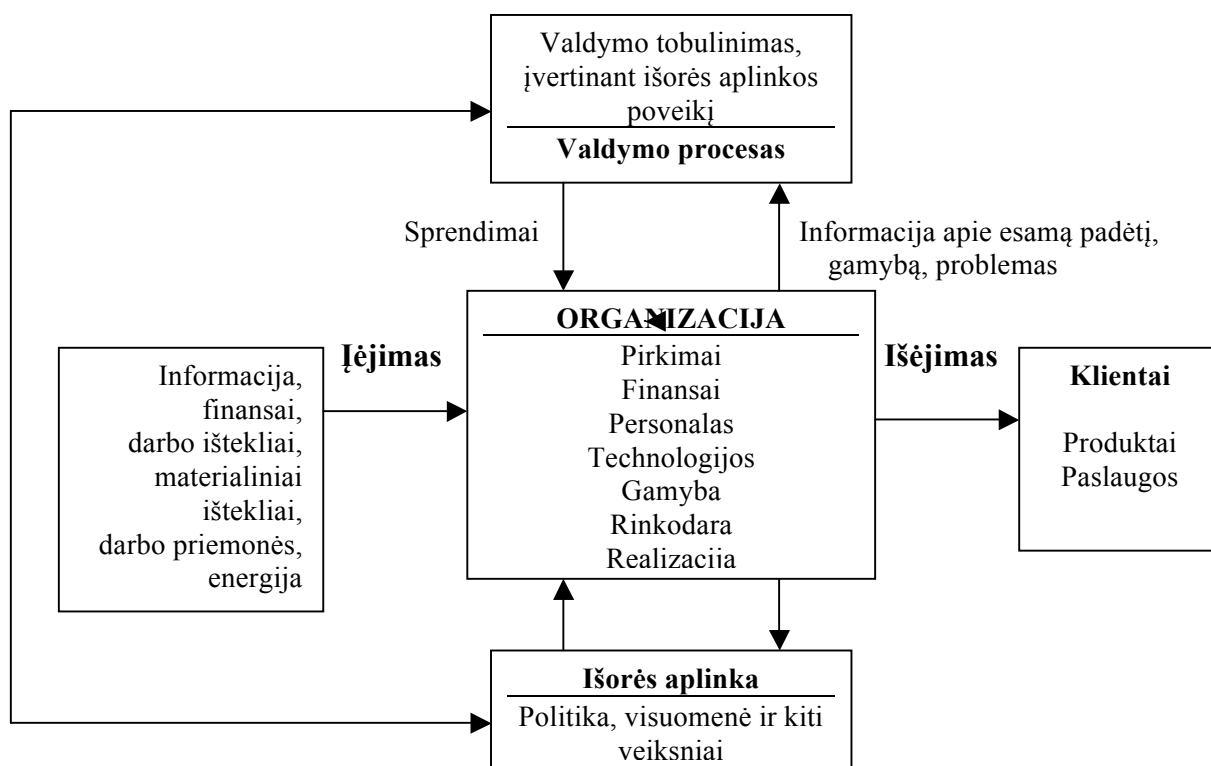 Valdymo tobulinimas,
įvertinant išorės aplinkos
poveikį
Valdymo procesas
Sprendimai
Informacija apie esamą padėtį,
gamybą, problemas
ORGANIZACIJA
Pirkimai
Finansai
Personalas
Technologijos
Gamyba
Rinkodara
Realizacija
Įėjimas
Informacija,
finansai,
darbo ištekliai,
materialiniai
ištekliai,
darbo priemonės,
energija
Išėjimas
Klientai
Produktai
Paslaugos
Išorės aplinka
Politika, visuomenė ir kiti
veiksniai